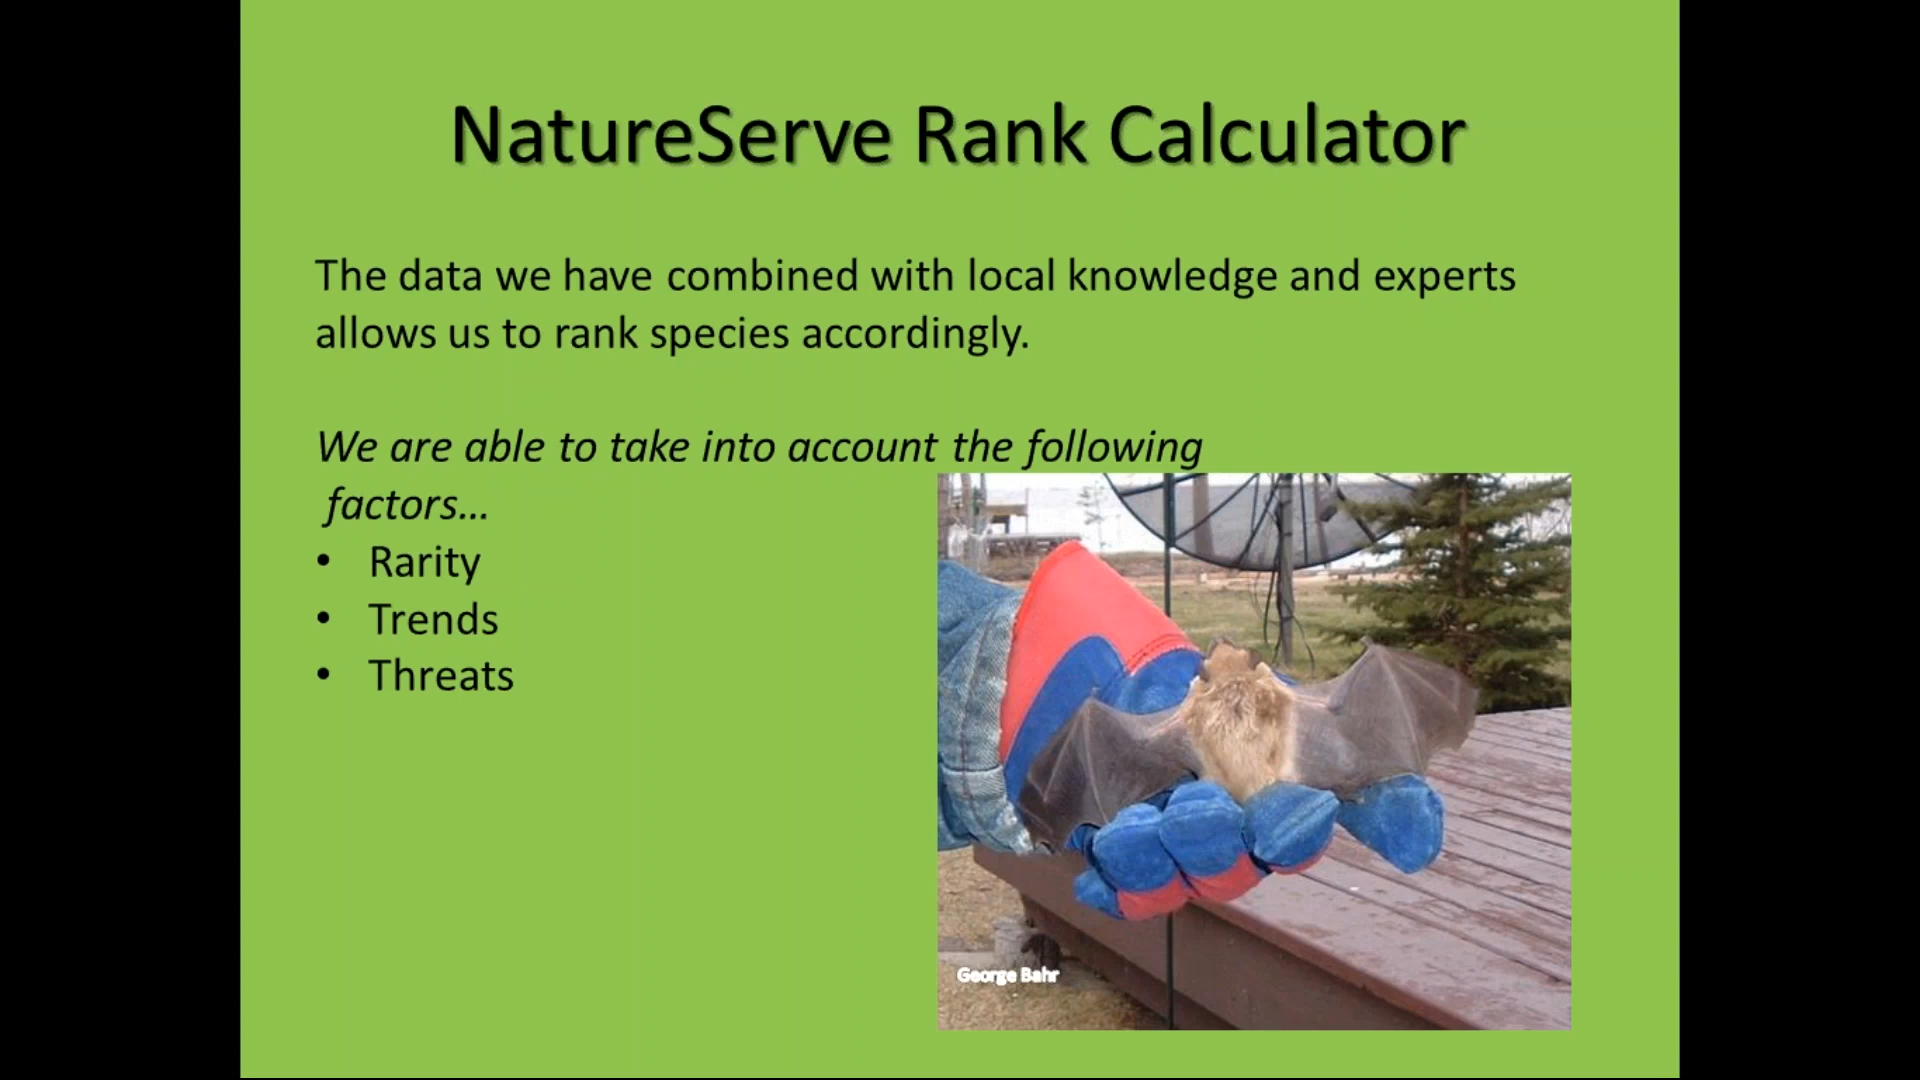 NatureServe Rank Calculator
The data we have combined with local knowledge and experts
allows us to rank species accordingly.
We are able to take into account the following
factors...
• Rarity
• Trends
• Threats
George Bahr